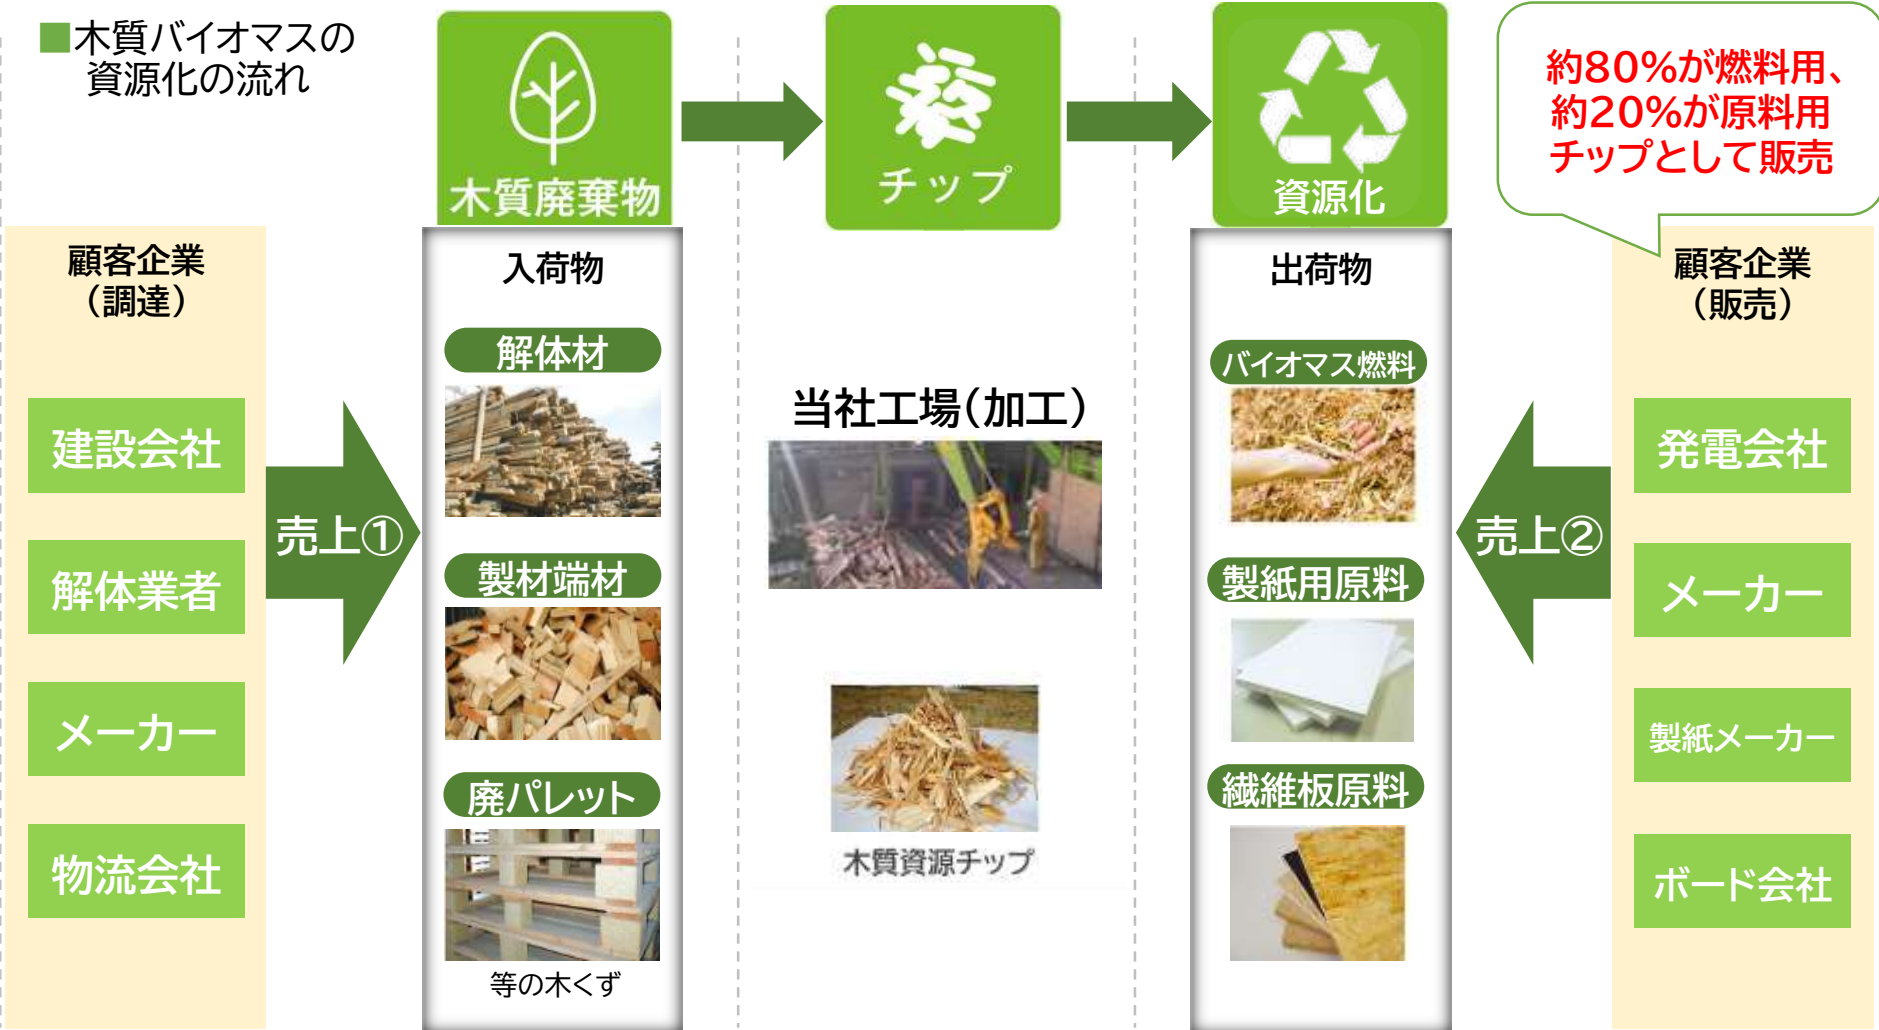 ■木質バイオマスの
資源化の流れ
木質廃棄物
チップ
資源化
約80%が燃料用、
約20%が原料用
チップとして販売
顧客企業
（調達）
建設会社
解体業者
メーカー
物流会社
売上①
入荷物
解体材
製材端材
廃パレット
等の木くず
当社工場（加工）
木質資源チップ
出荷物
バイオマス燃料
製紙用原料
繊維板原料
売上②
顧客企業
（販売）
発電会社
メーカー
製紙メーカー
ボード会社